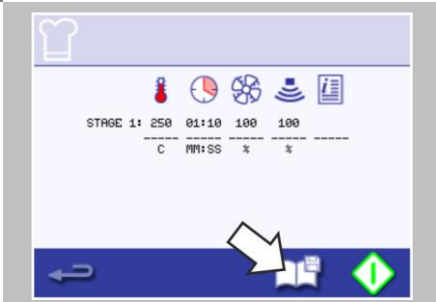 STAGE 1: 250 01:10 100 100
----- ----- ----- ----- -----
C MM:SS % %